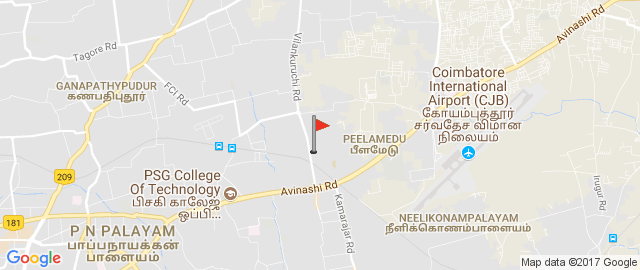 Avinashi Rd
Vilankuruchi Rd
Tagore Rd
Coimbatore
International
Airport (CJB)
கோயம்புத்தூர்
சர்வதேச விமான
நிலையம்
GANAPATHYPUDUR
கணபதிபுதூர்
FCI Rd
PEELAMEDU
பீளமேடு
PSG College
Of Technology
பிசகி காலேஜ
ஒப்பி...
209
Avinashi Rd
Irugur Rd
Kamarajar Rd
NEELIKONAMPALAYAM
நீளிக்கொணம்பாளையம்
181
P N PALAYAM
பாப்பநாயக்கன்
பாளையம்
Google
Map data ©2017 Google